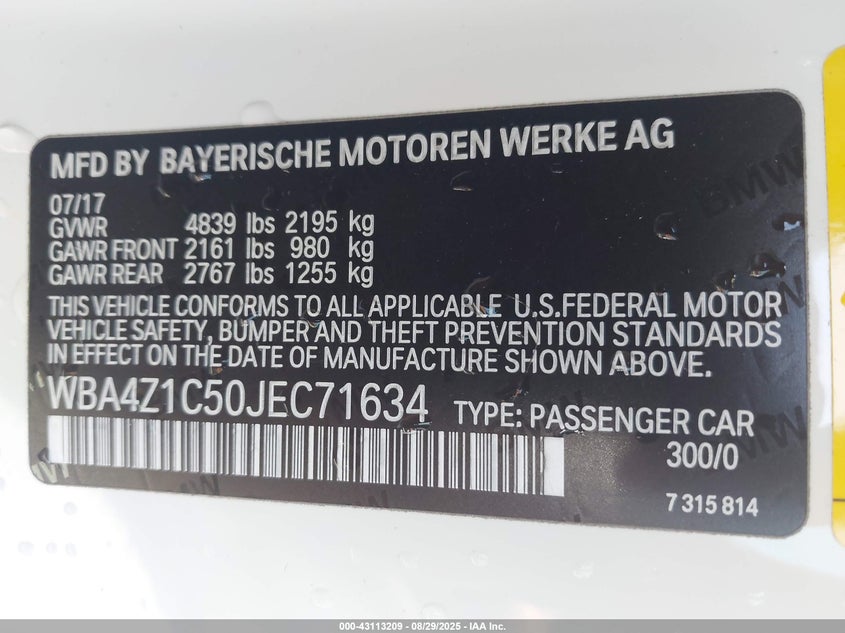 MFD BY BAYERISCHE MOTOREN WERKE AG
07/17
GVWR 4839 lbs 2195 kg
GAWR FRONT 2161 lbs 980 kg
GAWR REAR 2767 lbs 1255 kg
THIS VEHICLE CONFORMS TO ALL APPLICABLE U.S.FEDERAL MOTOR
VEHICLE SAFETY, BUMPER AND THEFT PREVENTION STANDARDS
IN EFFECT ON THE DATE OF MANUFACTURE SHOWN ABOVE.
WBA4Z1C50JEC71634 TYPE: PASSENGER CAR
300/0
7 315 814
000-43113209 - 08/29/2025 - IAA Inc.